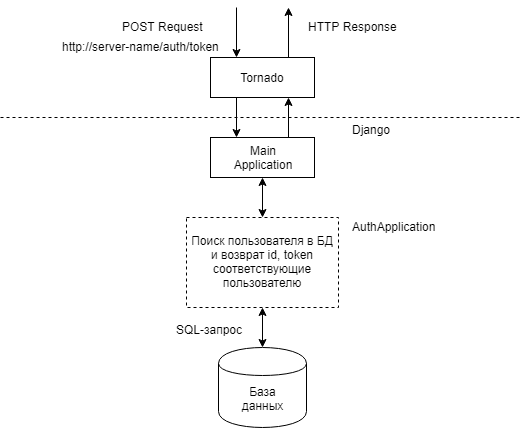 POST Request
HTTP Response
http://server-name/auth/token
Tornado
Django
Main
Application
AuthApplication
Поиск пользователя в БД
и возврат id, token
соответствующие
пользователю
SQL-запрос
База
данных